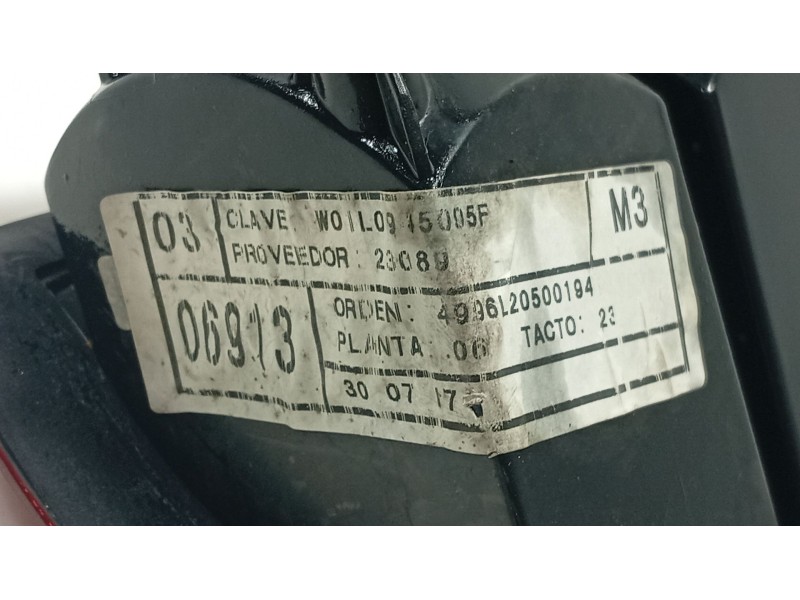 03
CLAVE: W01L0945005F
M3
PROVEEDOR: 23089
06913
ORDEN: 4996L20500194
PLANTA: 06 TACTO: 23
30 07 17